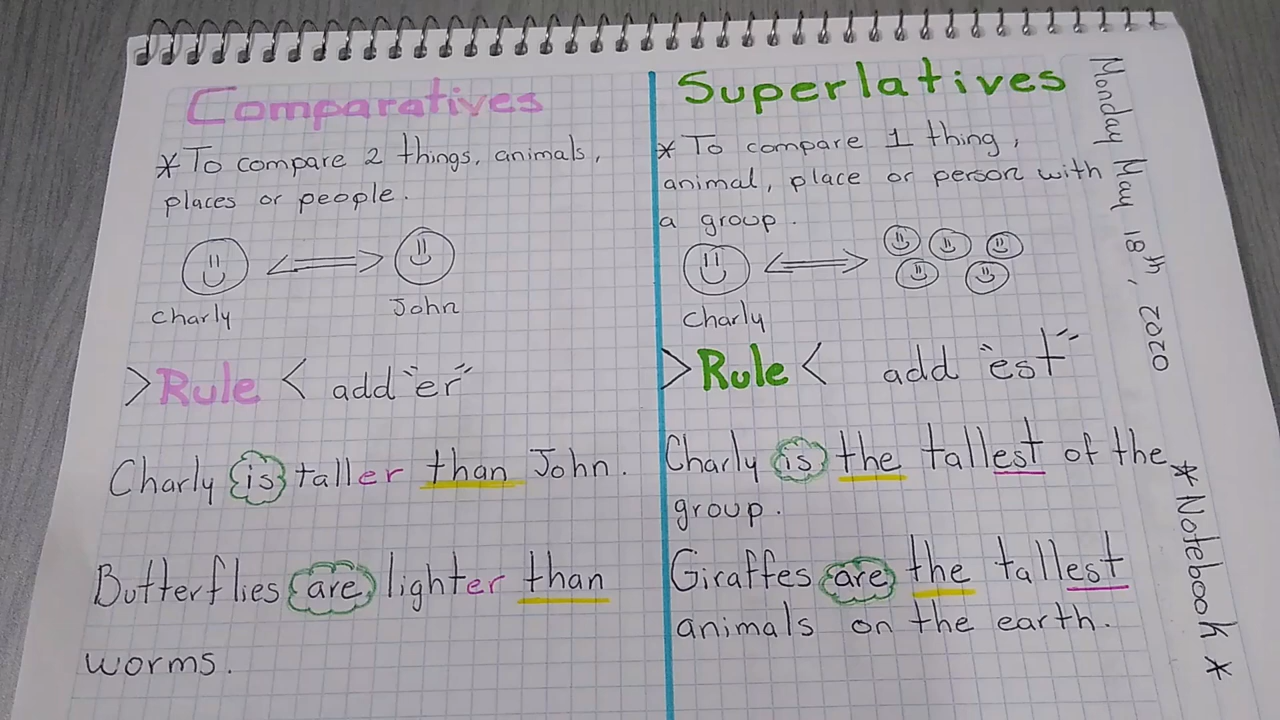 Comparatives
* To compare 2 things, animals,
places or people.
Charly
John
> Rule < add "er"
Charly is taller than John.
Butterflies are lighter than
worms.
Superlatives
* To compare 1 thing,
animal, place or person with
a group.
Charly
> Rule < add "est"
Charly is the tallest of the
group.
Giraffes are the tallest
animals on the earth.
Monday May 18th, 2020
* Notebook *